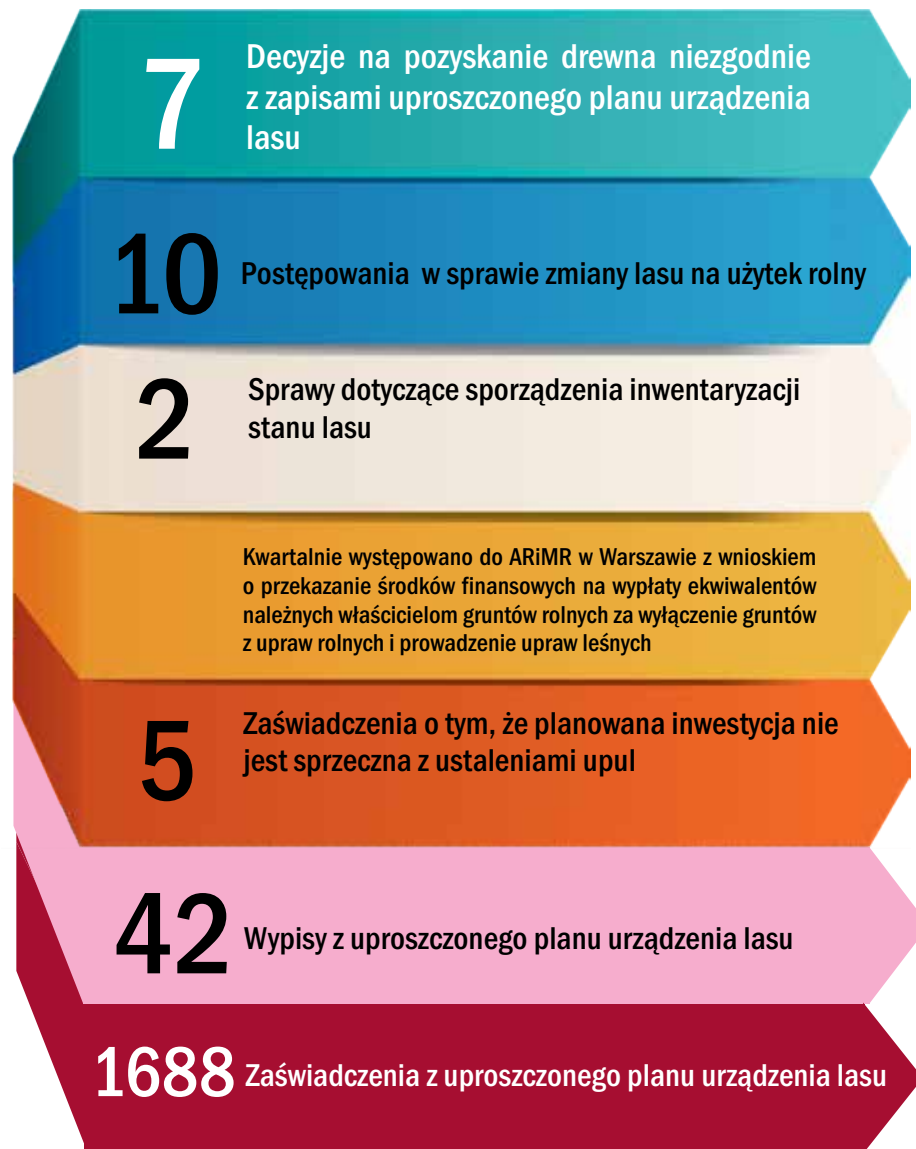 7
Decyzje na pozyskanie drewna niezgodnie
z zapisami uproszczonego planu urządzenia
lasu
10
Postępowania w sprawie zmiany lasu na użytek rolny
2
Sprawy dotyczące sporządzenia inwentaryzacji
stanu lasu
Kwartalnie występowano do ARiMR w Warszawie z wnioskiem
o przekazanie środków finansowych na wypłaty ekwiwalentów
należnych właścicielom gruntów rolnych za wyłączenie gruntów
z upraw rolnych i prowadzenie upraw leśnych
5
Zaświadczenia o tym, że planowana inwestycja nie
jest sprzeczna z ustaleniami upul
42
Wypisy z uproszczonego planu urządzenia lasu
1688
Zaświadczenia z uproszczonego planu urządzenia lasu